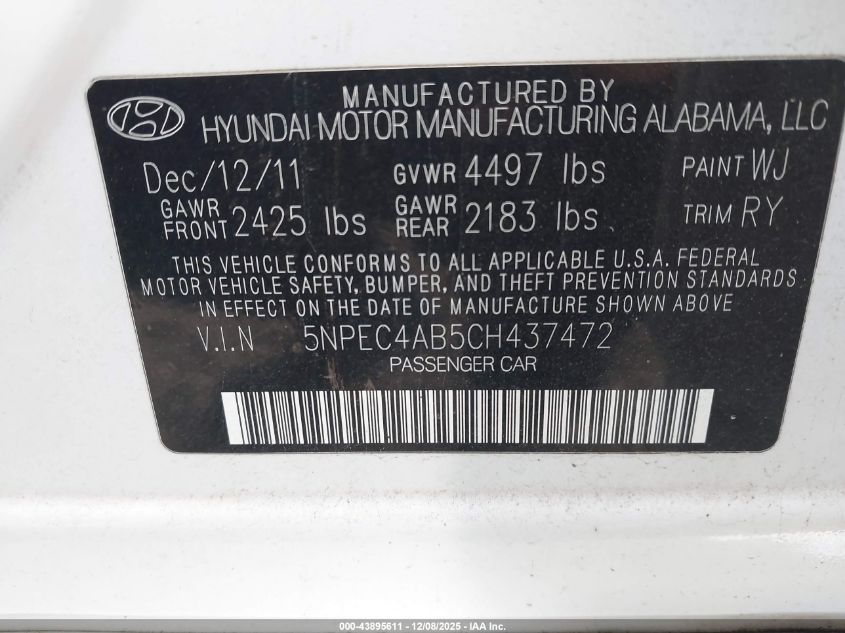 MANUFACTURED BY
HYUNDAI MOTOR MANUFACTURING ALABAMA, LLC
Dec/12/11 GVWR 4497 lbs PAINT WJ
GAWR FRONT 2425 lbs GAWR REAR 2183 lbs TRIM RY
THIS VEHICLE CONFORMS TO ALL APPLICABLE U.S.A. FEDERAL
MOTOR VEHICLE SAFETY, BUMPER, AND THEFT PREVENTION STANDARDS
IN EFFECT ON THE DATE OF MANUFACTURE SHOWN ABOVE
V.I.N 5NPEC4AB5CH437472
PASSENGER CAR
000-43895611 - 12/08/2025 - IAA Inc.